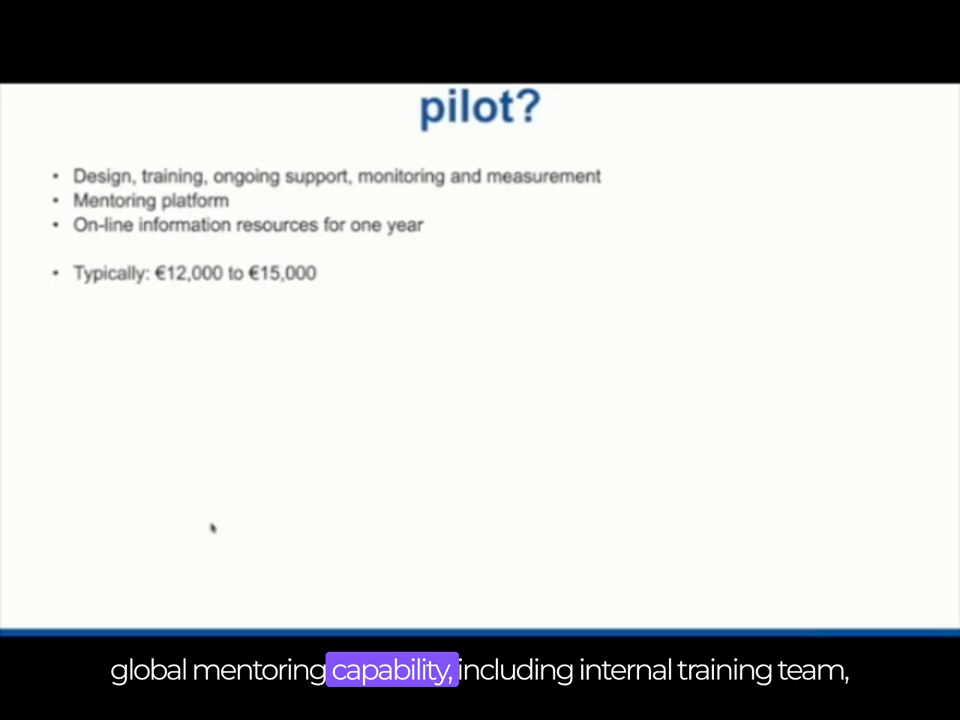 pilot?
• Design, training, ongoing support, monitoring and measurement
• Mentoring platform
• On-line information resources for one year
• Typically: €12,000 to €15,000
global mentoring capability, including internal training team,